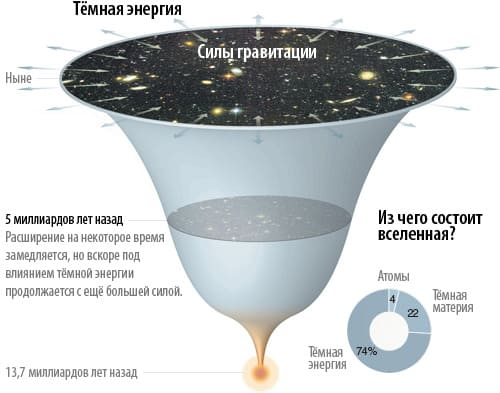 Тёмная энергия
Силы гравитации
Ныне
5 миллиардов лет назад
Расширение на некоторое время
замедляется, но вскоре под
влиянием тёмной энергии
продолжается с ещё большей силой.
13,7 миллиардов лет назад
Из чего состоит
вселенная?
Атомы
4
22
Тёмная
материя
Тёмная
энергия
74%